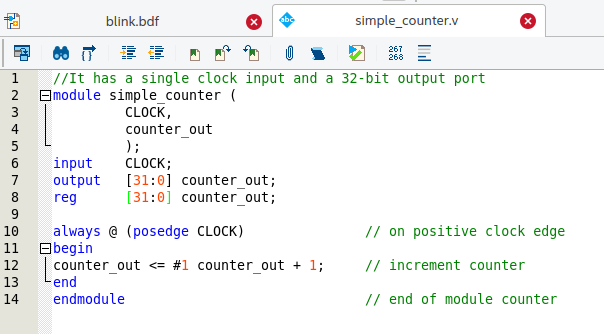 blink.bdf simple_counter.v
abc
267
268
1 //It has a single clock input and a 32-bit output port
2 module simple_counter (
3 CLOCK,
4 counter_out
5 );
6 input CLOCK;
7 output [31:0] counter_out;
8 reg [31:0] counter_out;
9
10 always @ (posedge CLOCK) // on positive clock edge
11 begin
12 counter_out <= #1 counter_out + 1; // increment counter
13 end
14 endmodule // end of module counter